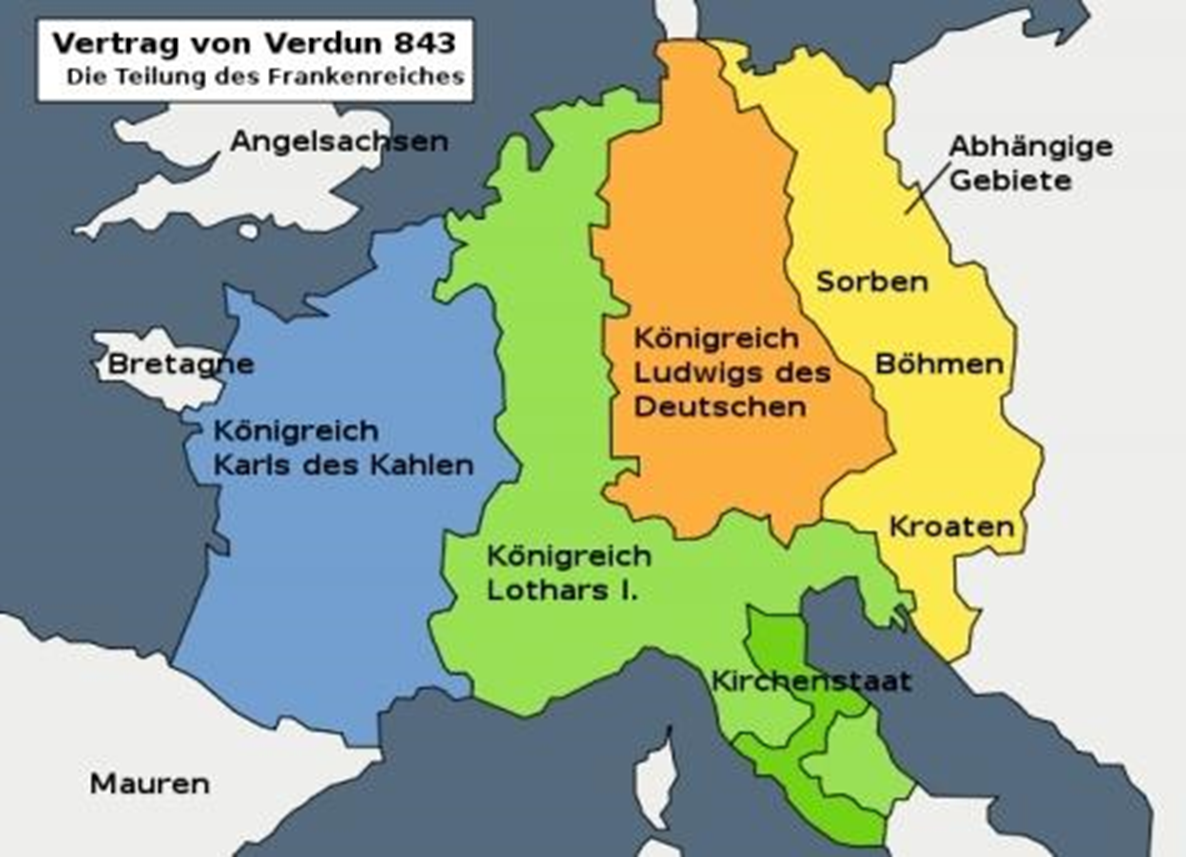 Vertrag von Verdun 843
Die Teilung des Frankenreiches
Angelsachsen
Abhängige
Gebiete
Sorben
Bretagne
Königreich
Ludwigs des
Deutschen
Böhmen
Königreich
Karls des Kahlen
Kroaten
Königreich
Lothars I.
Kirchenstaat
Mauren